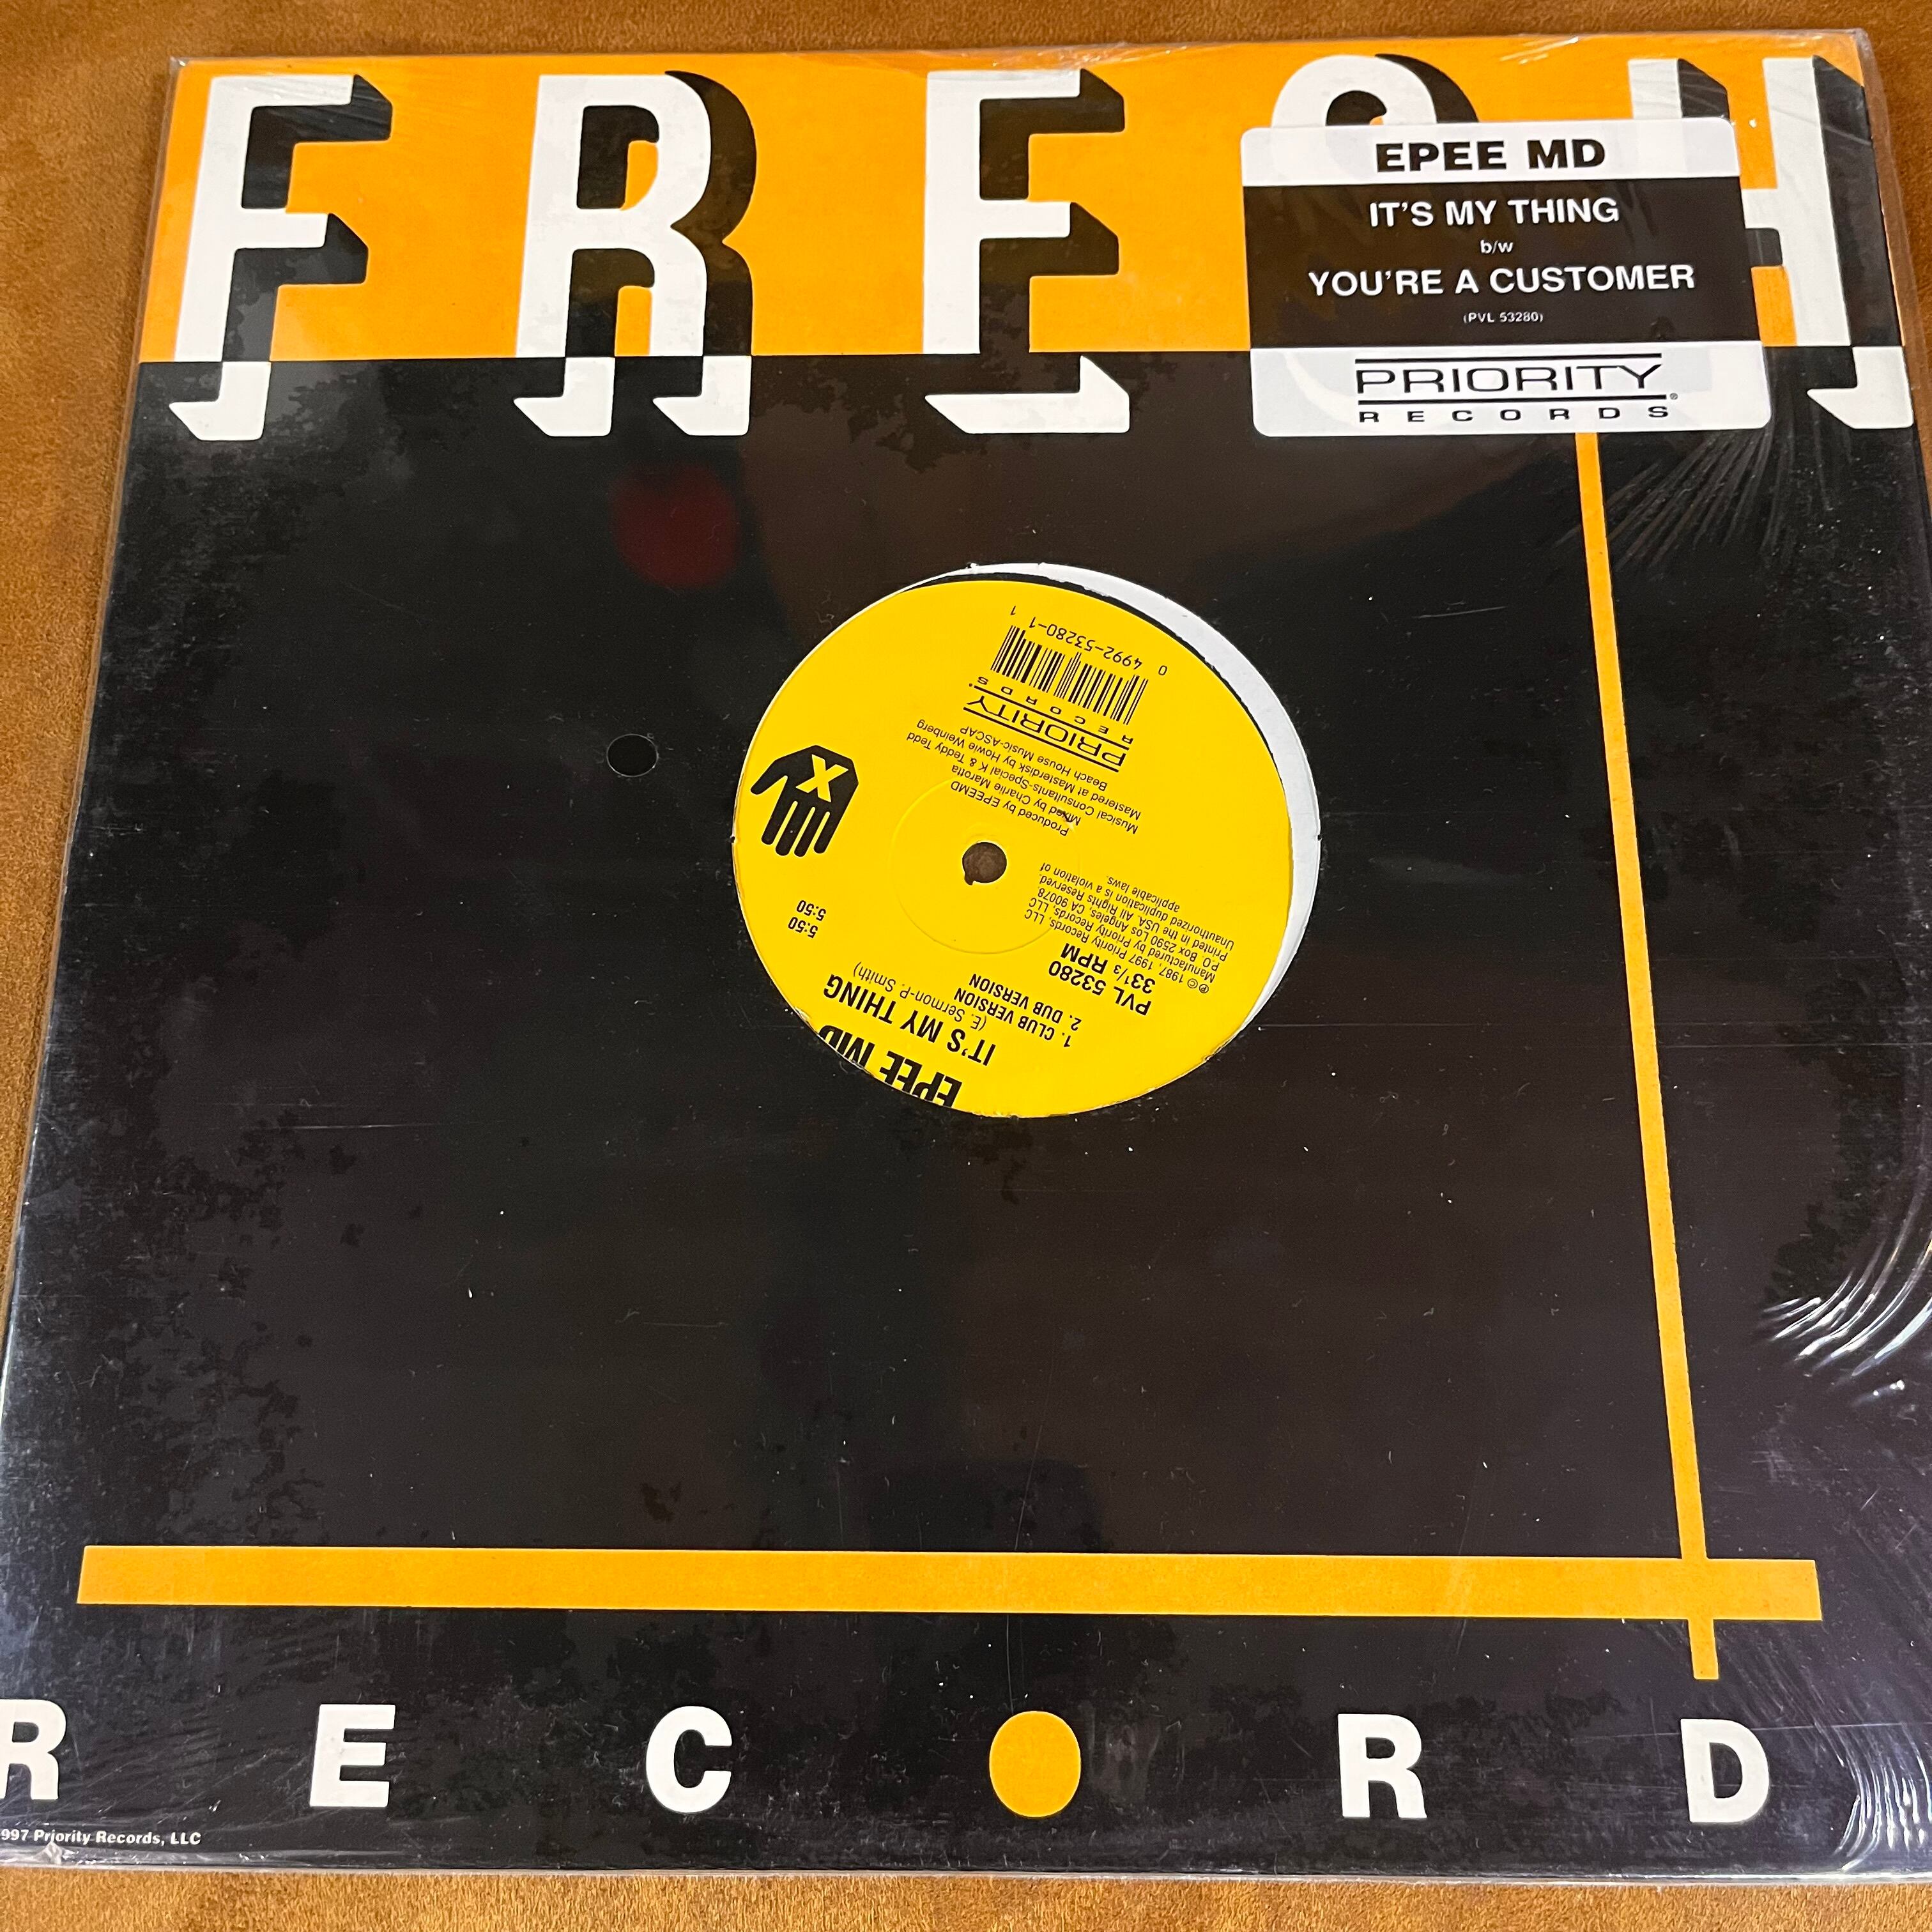 FRESH
EPEE MD
IT'S MY THING
b/w
YOU'RE A CUSTOMER
(PVL 53280)
PRIORITY®
RECORDS
EPEE MD
IT'S MY THING
(E. Sermon-P. Smith)
1. CLUB VERSION 5:50
2. DUB VERSION 5:50
PVL 53280
33⅓ RPM
℗© 1987, 1997 Priority Records, LLC
Manufactured by Priority Records, LLC
P.O. Box 2590 Los Angeles, CA 90078.
Printed in the USA. All Rights Reserved.
Unauthorized duplication is a violation of
applicable laws.
X
Produced by EPEEMD
Mixed by Charlie Marotta
Musical Consultants-Special K & Teddy Tedd
Mastered at Masterdisk by Howie Weinberg
Beach House Music-ASCAP
PRIORITY®
RECORDS
0 4992-53280-1 1
RECORD
997 Priority Records, LLC